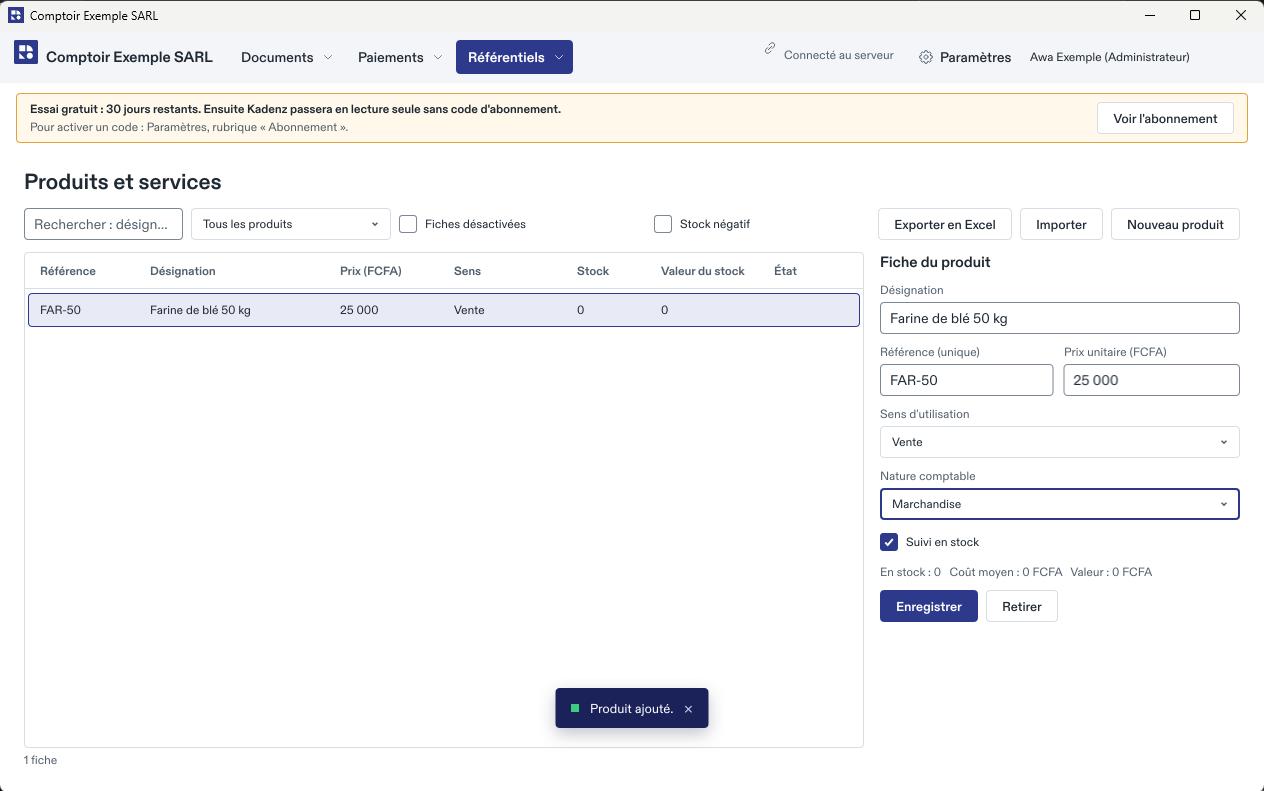 Comptoir Exemple SARL
Comptoir Exemple SARL Documents Paiements Référentiels Connecté au serveur Paramètres Awa Exemple (Administrateur)
Essai gratuit : 30 jours restants. Ensuite Kadenz passera en lecture seule sans code d'abonnement.
Pour activer un code : Paramètres, rubrique « Abonnement ».
Voir l'abonnement
Produits et services
Rechercher : désign... Tous les produits Fiches désactivées Stock négatif Exporter en Excel Importer Nouveau produit
Référence Désignation Prix (FCFA) Sens Stock Valeur du stock État
FAR-50 Farine de blé 50 kg 25 000 Vente 0 0
Fiche du produit
Désignation
Farine de blé 50 kg
Référence (unique) Prix unitaire (FCFA)
FAR-50 25 000
Sens d'utilisation
Vente
Nature comptable
Marchandise
Suivi en stock
En stock : 0 Coût moyen : 0 FCFA Valeur : 0 FCFA
Enregistrer Retirer
Produit ajouté.
1 fiche